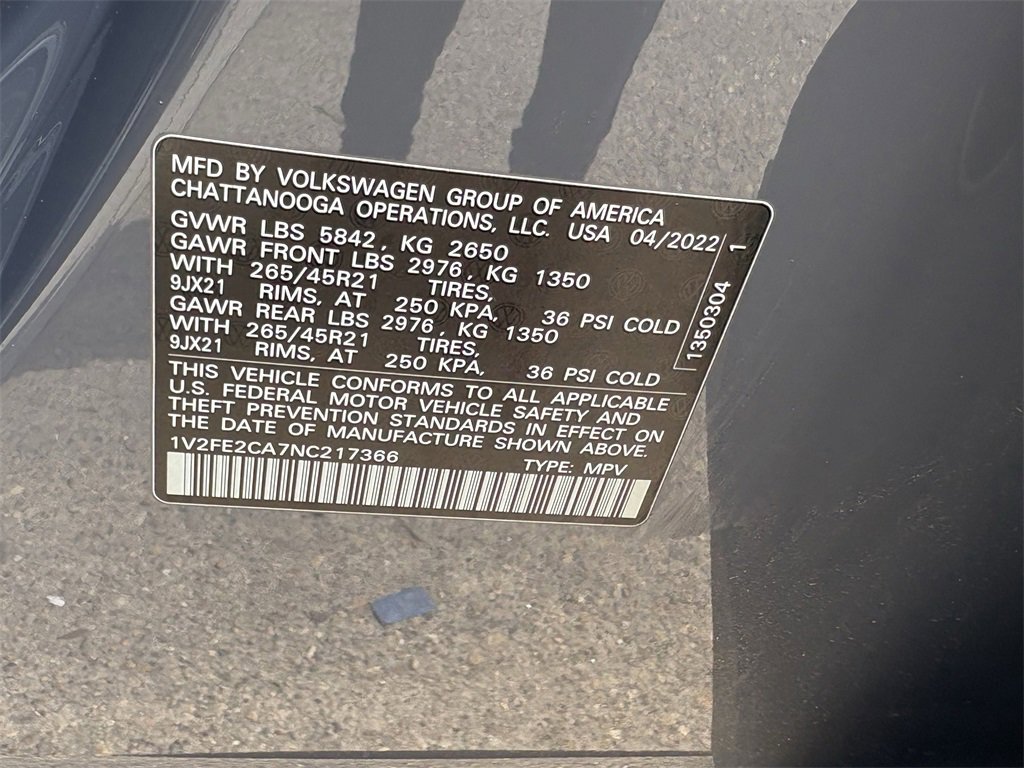 MFD BY VOLKSWAGEN GROUP OF AMERICA
CHATTANOOGA OPERATIONS, LLC. USA 04/2022
GVWR LBS 5842, KG 2650
GAWR FRONT LBS 2976, KG 1350
WITH 265/45R21 TIRES,
9JX21 RIMS, AT 250 KPA, 36 PSI COLD
GAWR REAR LBS 2976, KG 1350
WITH 265/45R21 TIRES,
9JX21 RIMS, AT 250 KPA, 36 PSI COLD
1350304 1
THIS VEHICLE CONFORMS TO ALL APPLICABLE
U.S. FEDERAL MOTOR VEHICLE SAFETY AND
THEFT PREVENTION STANDARDS IN EFFECT ON
THE DATE OF MANUFACTURE SHOWN ABOVE.
1V2FE2CA7NC217366 TYPE: MPV